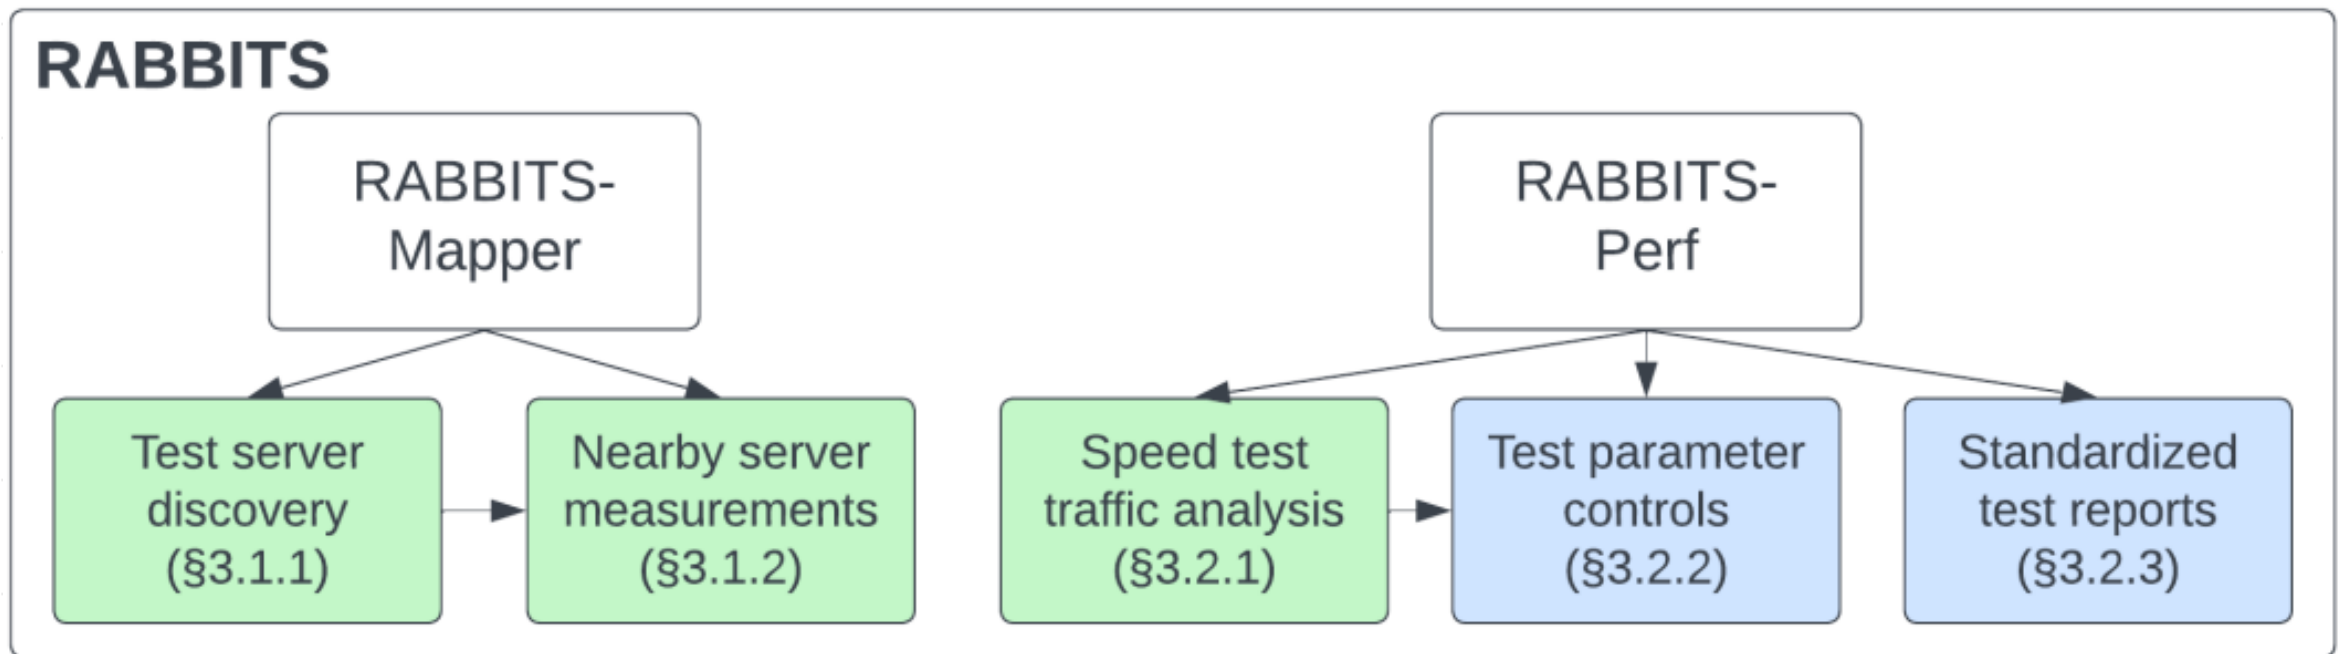 RABBITS
RABBITS-
Mapper
RABBITS-
Perf
Test server
discovery
(§3.1.1)
Nearby server
measurements
(§3.1.2)
Speed test
traffic analysis
(§3.2.1)
Test parameter
controls
(§3.2.2)
Standardized
test reports
(§3.2.3)